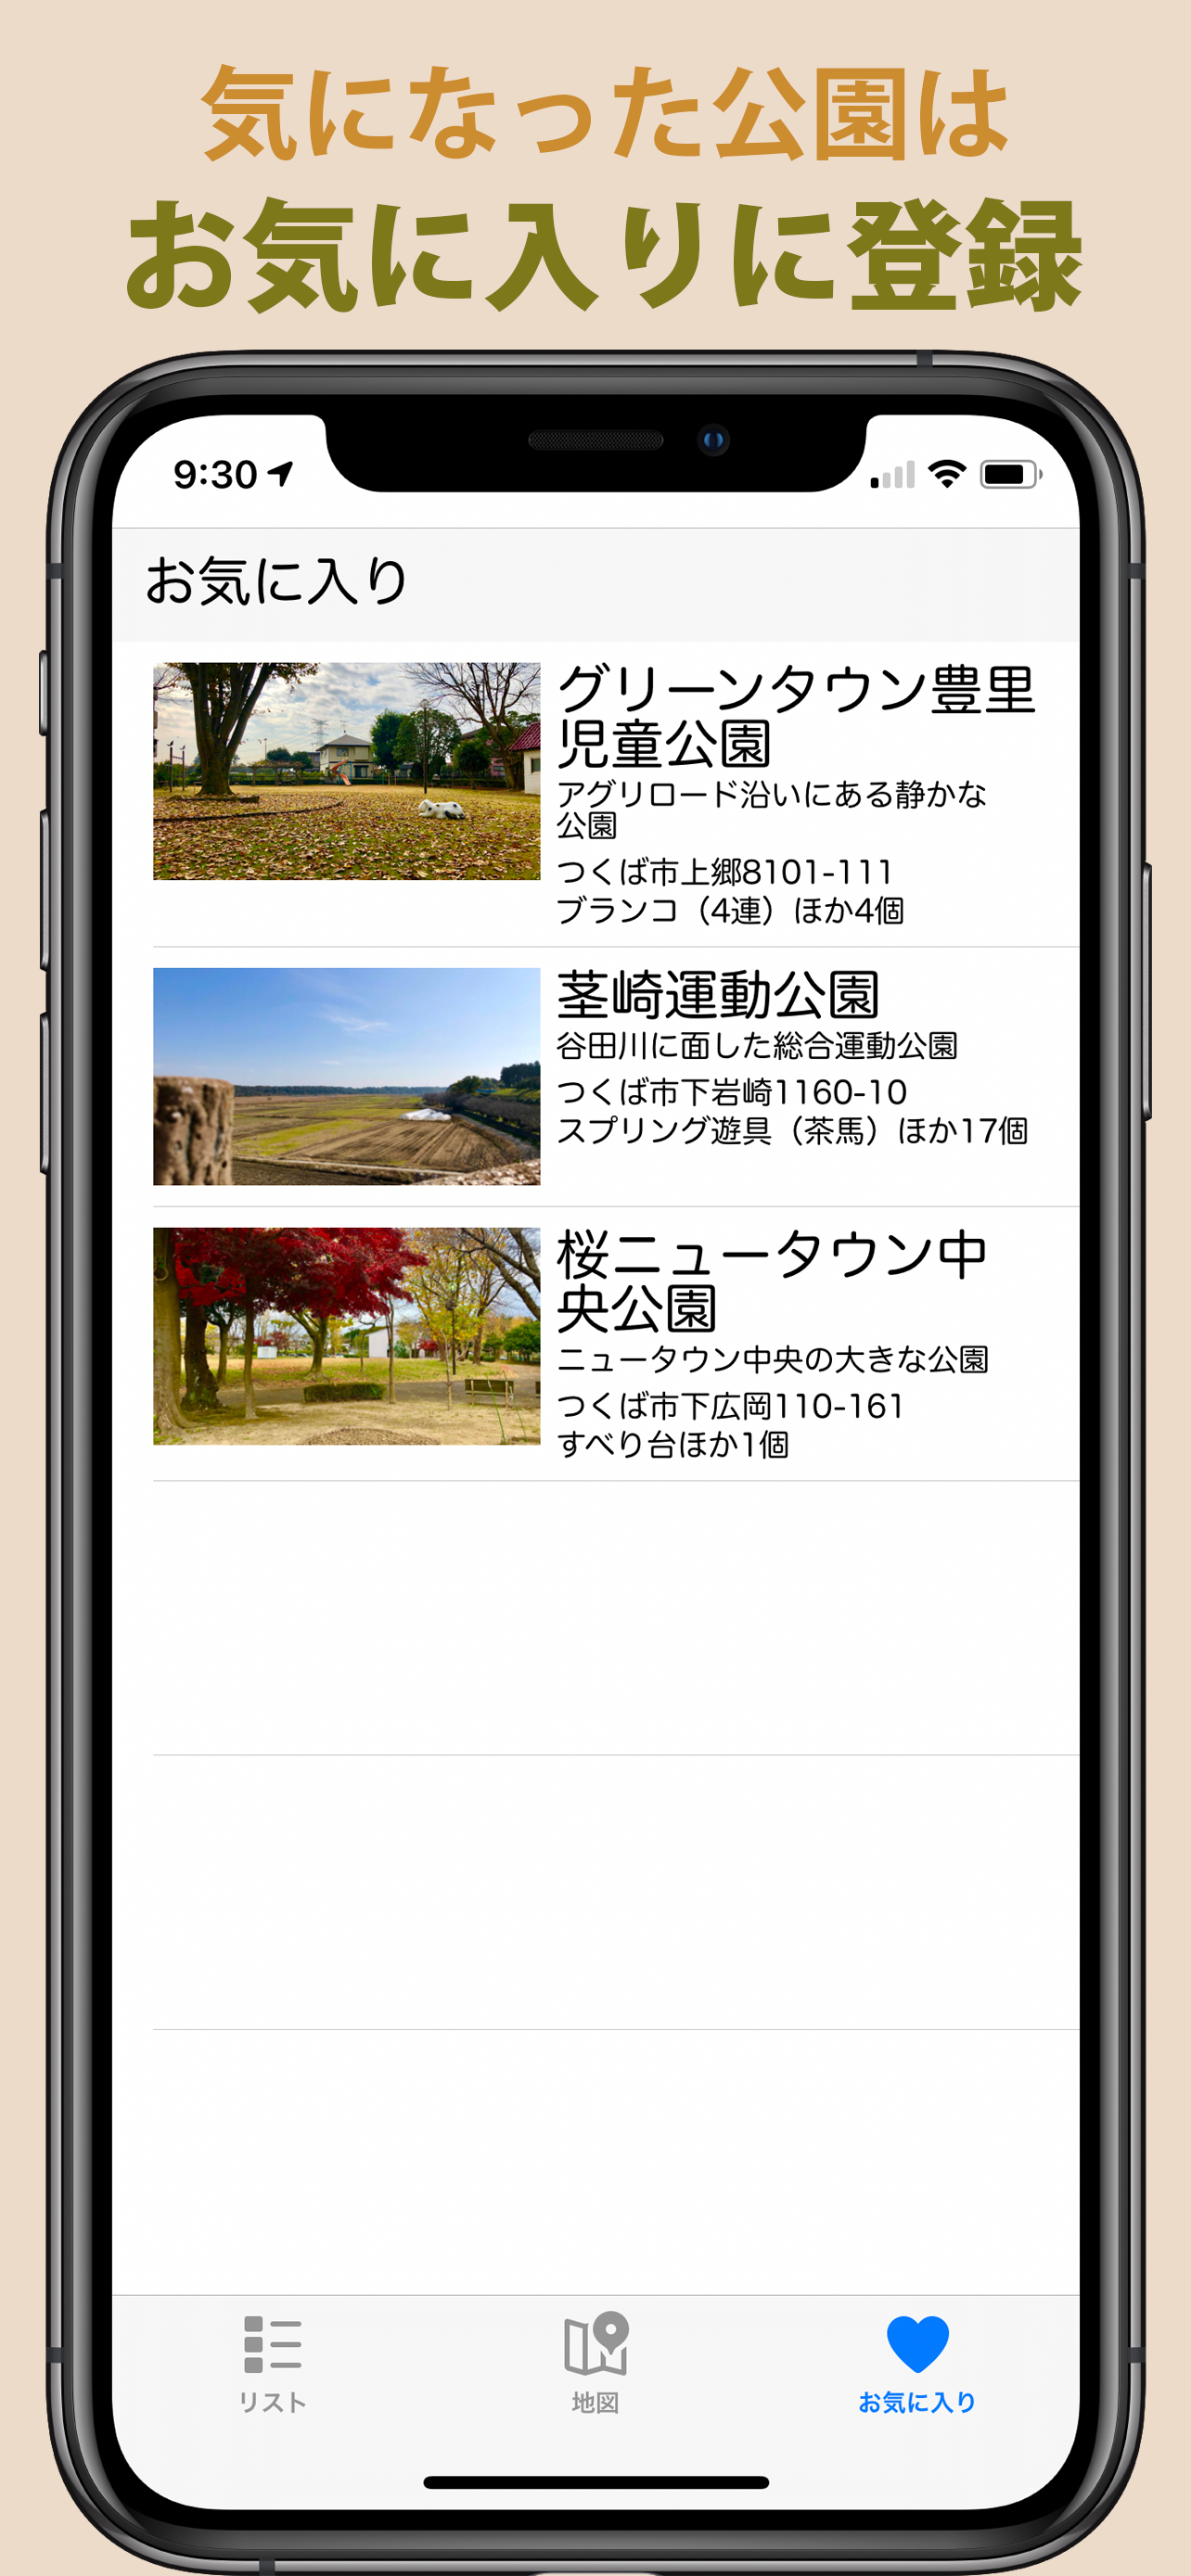 気になった公園は
お気に入りに登録
9:30
お気に入り
グリーンタウン豊里
児童公園
アグリロード沿いにある静かな
公園
つくば市上郷8101-111
ブランコ（4連）ほか4個
茎崎運動公園
谷田川に面した総合運動公園
つくば市下岩崎1160-10
スプリング遊具（茶馬）ほか17個
桜ニュータウン中
央公園
ニュータウン中央の大きな公園
つくば市下広岡110-161
すべり台ほか1個
リスト
地図
お気に入り